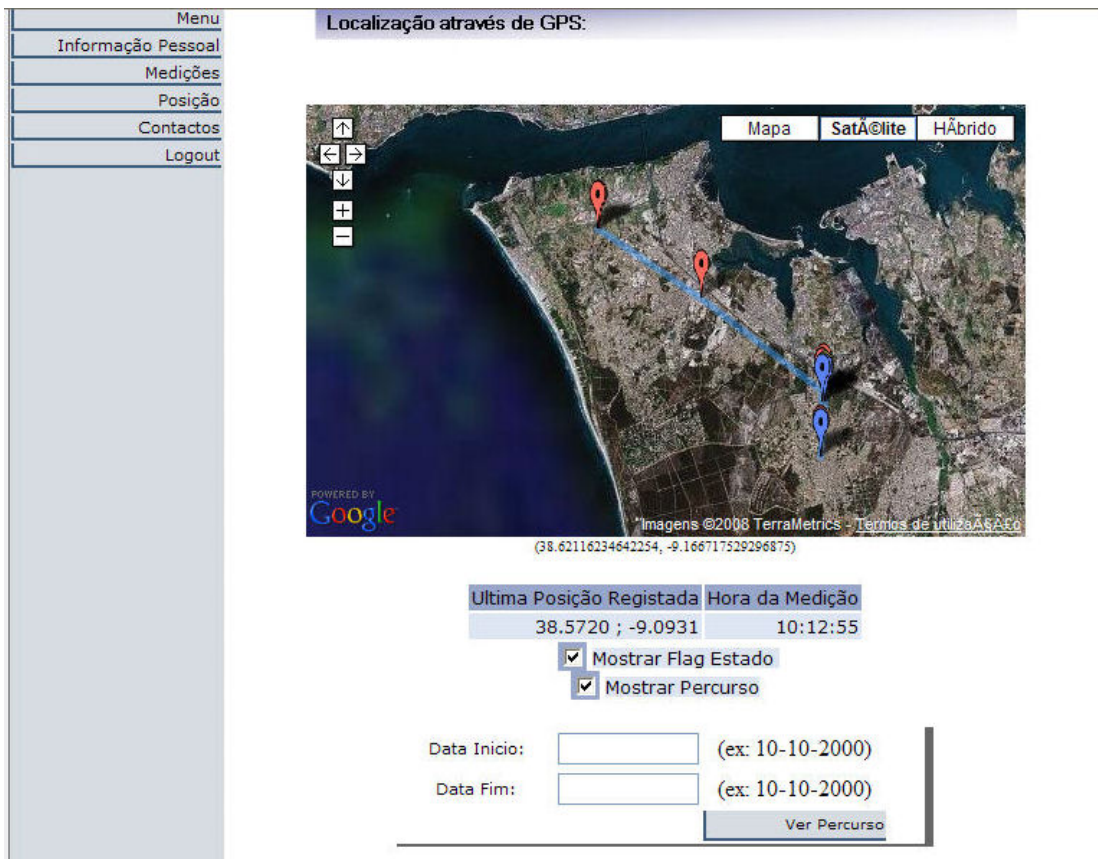 Menu
Informação Pessoal
Medições
Posição
Contactos
Logout
Localização através de GPS:
Mapa
SatÃ©lite
HÃbrido
POWERED BY
Google
Imagens ©2008 TerraMetrics - Termos de utilizaÃ§Ã£o
(38.62116234642254, -9.166717529296875)
Ultima Posição Registada Hora da Medição
38.5720 ; -9.0931 10:12:55
Mostrar Flag Estado
Mostrar Percurso
Data Inicio: (ex: 10-10-2000)
Data Fim: (ex: 10-10-2000)
Ver Percurso